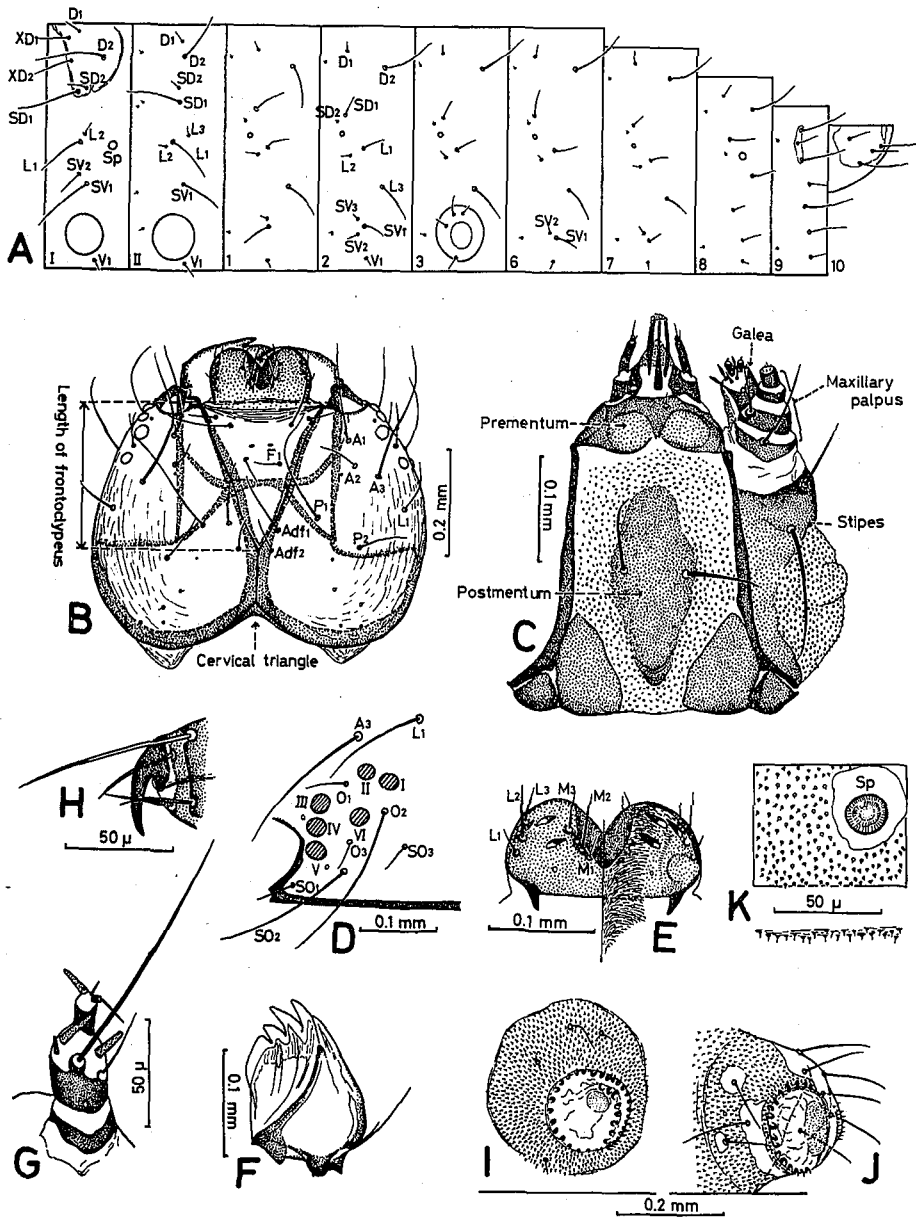 A
D1
XD1
D2
XD2
SD2
SD1
L2
Sp
L1
SV2
SV1
V1
I
D1
D2
SD2
SD1
L3
L2
L1
SV1
V1
II
1
D1
D2
SD1
SD2
L1
L2
L3
SV3
SV1
SV2
V1
2
3
SV2
SV1
6
7
8
9
10
B
Length of frontoclypeus
F1
A1
A2
A3
P1
L1
Adf1
P2
Adf2
0.2 mm
Cervical triangle
C
Galea
Maxillary palpus
Prementum
0.1 mm
Stipes
Postmentum
H
50 μ
D
A3
L1
I
II
O1
III
O2
IV
VI
O3
SO3
V
SO1
SO2
0.1 mm
E
L2
L3
M3
M2
L1
M1
0.1 mm
K
Sp
50 μ
G
50 μ
F
0.1 mm
I
J
0.2 mm